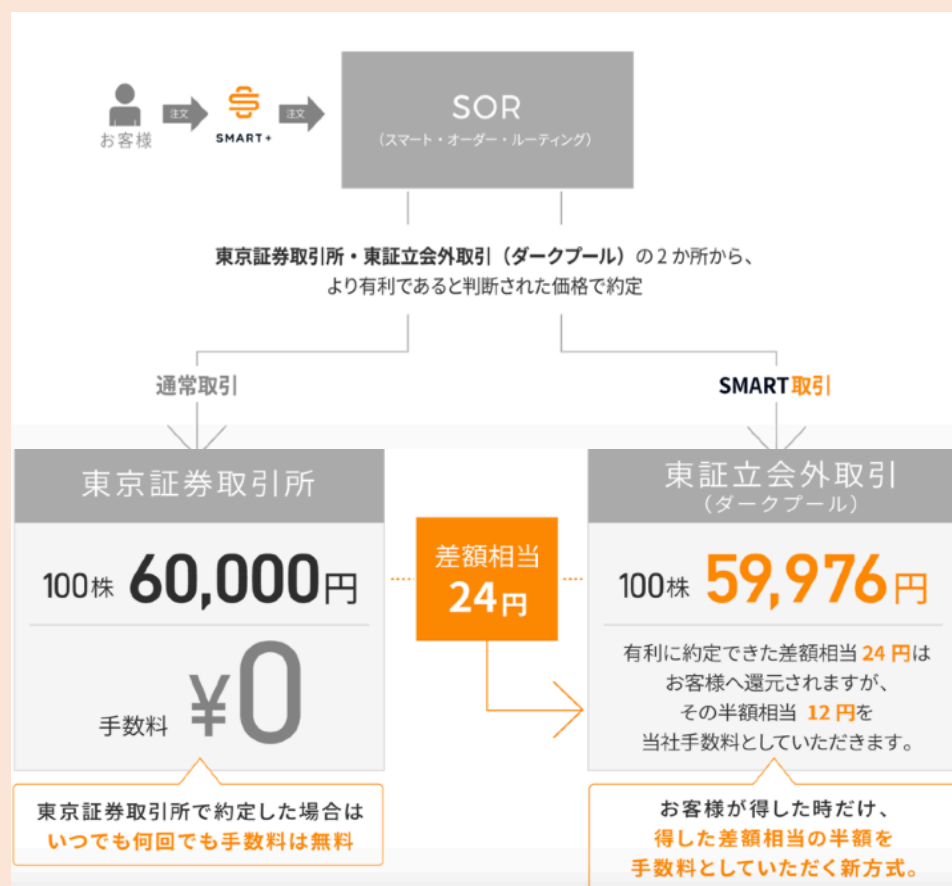 お客様
注文
SMART+
注文
SOR
（スマート・オーダー・ルーティング）
東京証券取引所・東証立会外取引（ダークプール）の2か所から、
より有利であると判断された価格で約定
通常取引
SMART取引
東京証券取引所
100株 60,000円
手数料 ¥0
東京証券取引所で約定した場合は
いつでも何回でも手数料は無料
差額相当
24円
東証立会外取引
（ダークプール）
100株 59,976円
有利に約定できた差額相当 24 円は
お客様へ還元されますが、
その半額相当 12 円を
当社手数料としていただきます。
お客様が得した時だけ、
得した差額相当の半額を
手数料としていただく新方式。